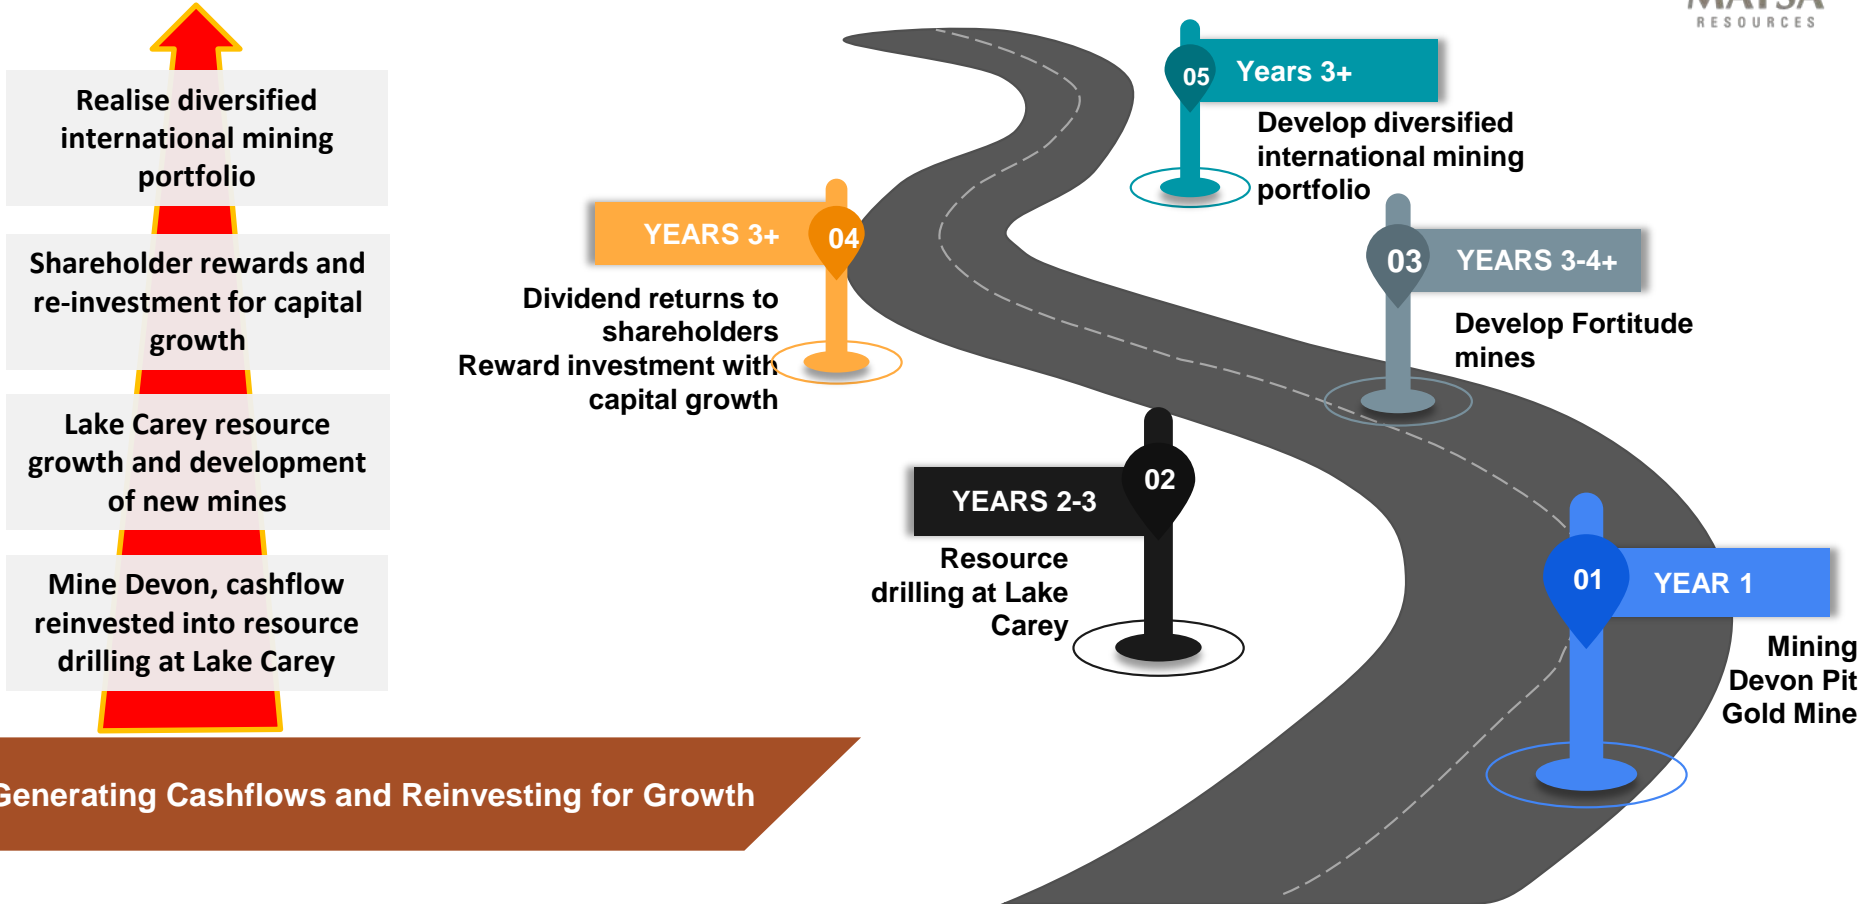 MATSA
RESOURCES
Realise diversified
international mining
portfolio
Shareholder rewards and
re-investment for capital
growth
Lake Carey resource
growth and development
of new mines
Mine Devon, cashflow
reinvested into resource
drilling at Lake Carey
Generating Cashflows and Reinvesting for Growth
05
Years 3+
Develop diversified
international mining
portfolio
YEARS 3+
04
Dividend returns to
shareholders
Reward investment with
capital growth
03
YEARS 3-4+
Develop Fortitude
mines
YEARS 2-3
02
Resource
drilling at Lake
Carey
01
YEAR 1
Mining
Devon Pit
Gold Mine